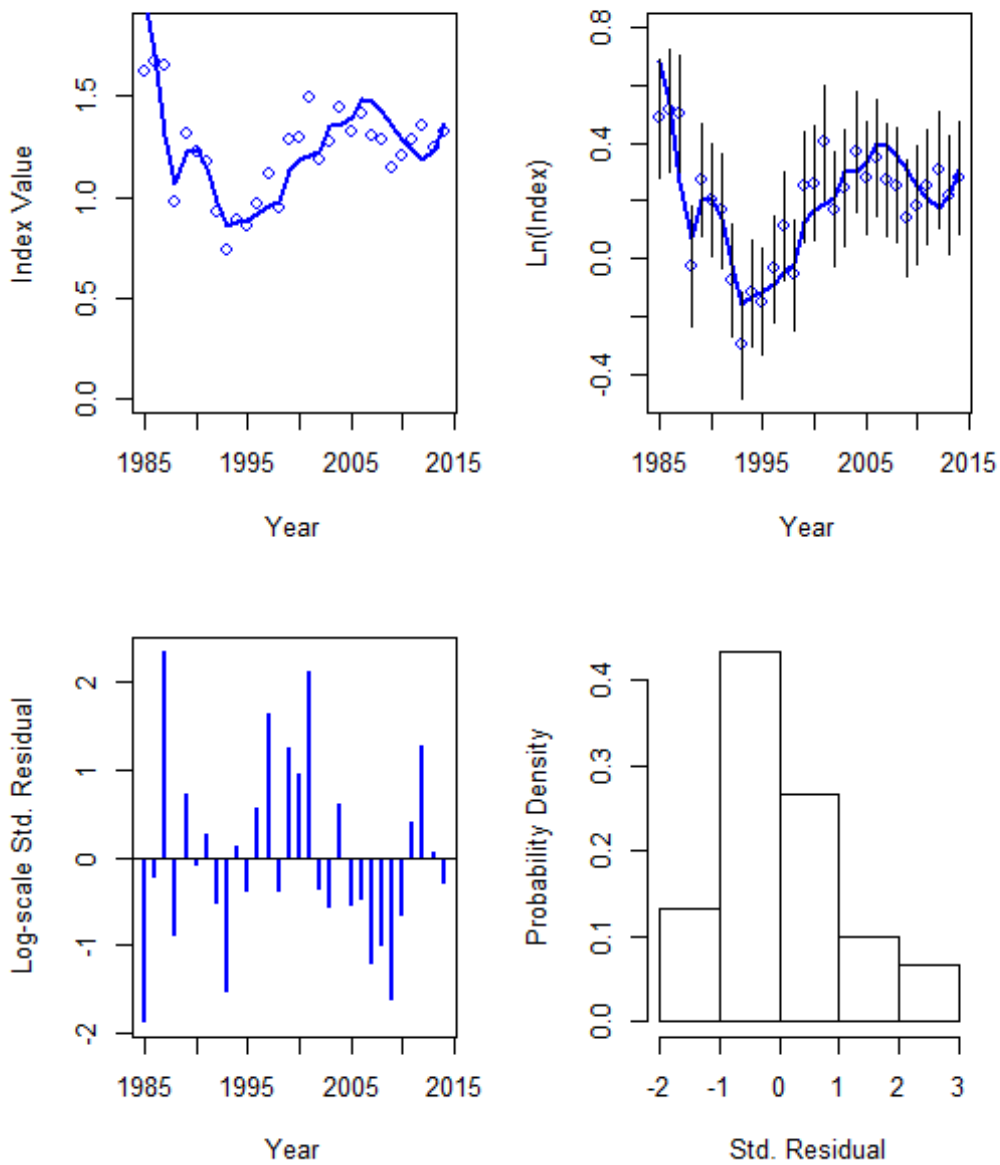 Index Value
1.5
1.0
0.5
0.0
1985 1995 2005 2015
Year
Ln(Index)
0.8
0.4
0.0
-0.4
1985 1995 2005 2015
Year
Log-scale Std. Residual
2
1
0
-1
-2
1985 1995 2005 2015
Year
Probability Density
0.4
0.3
0.2
0.1
0.0
-2 -1 0 1 2 3
Std. Residual